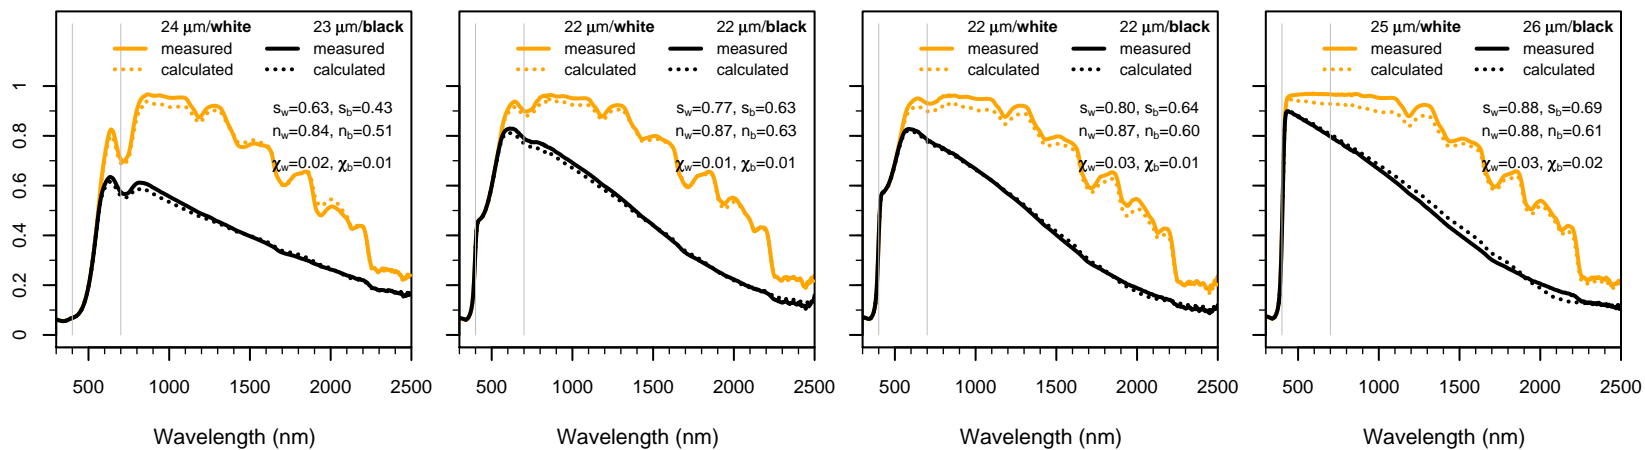 24 μm/white 23 μm/black
measured measured
calculated calculated
s_w=0.63, s_b=0.43
n_w=0.84, n_b=0.51
χ_w=0.02, χ_b=0.01
0 0.2 0.4 0.6 0.8 1
500 1000 1500 2000 2500
Wavelength (nm)
22 μm/white 22 μm/black
measured measured
calculated calculated
s_w=0.77, s_b=0.63
n_w=0.87, n_b=0.63
χ_w=0.01, χ_b=0.01
500 1000 1500 2000 2500
Wavelength (nm)
22 μm/white 22 μm/black
measured measured
calculated calculated
s_w=0.80, s_b=0.64
n_w=0.87, n_b=0.60
χ_w=0.03, χ_b=0.01
500 1000 1500 2000 2500
Wavelength (nm)
25 μm/white 26 μm/black
measured measured
calculated calculated
s_w=0.88, s_b=0.69
n_w=0.88, n_b=0.61
χ_w=0.03, χ_b=0.02
500 1000 1500 2000 2500
Wavelength (nm)